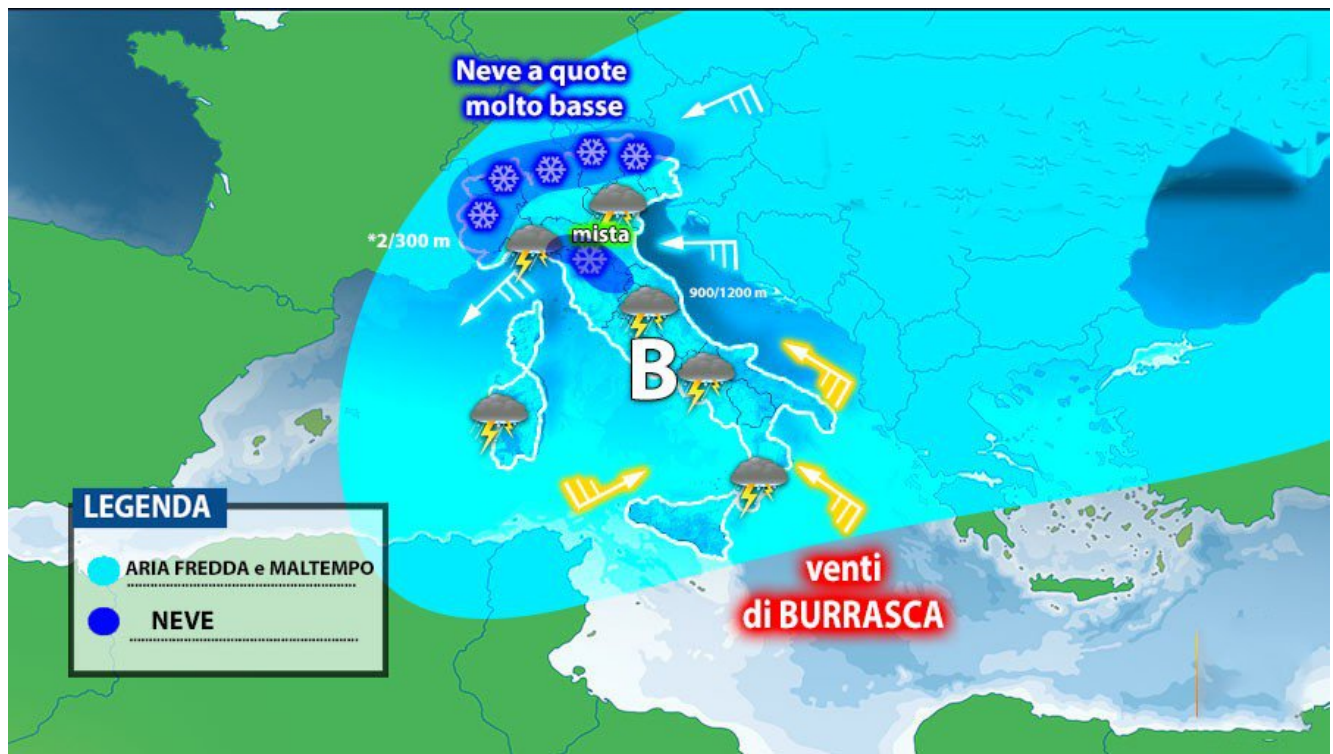 Neve a quote
molto basse
mista
*2/300 m
900/1200 m
B
LEGENDA
ARIA FREDDA e MALTEMPO
NEVE
venti
di BURRASCA